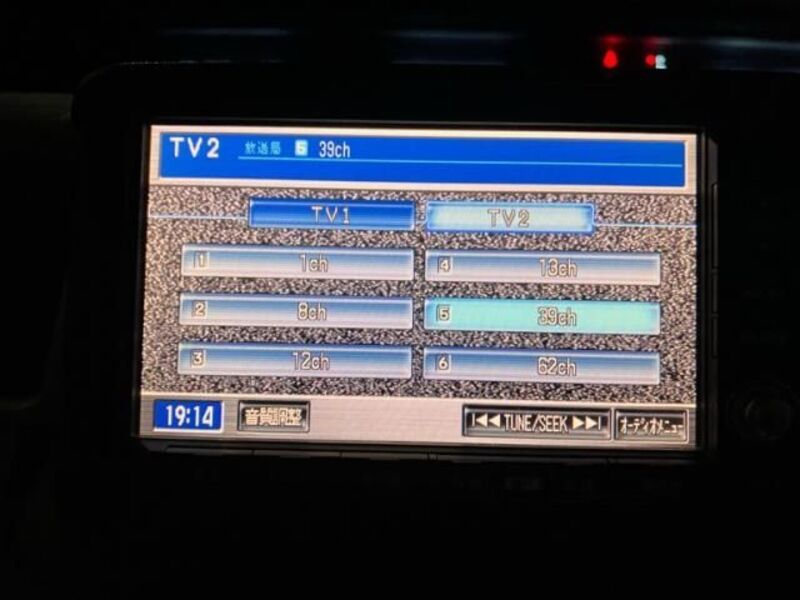 TV2 放送局 5 39ch
TV1 TV2
1 1ch 4 13ch
2 8ch 5 39ch
3 12ch 6 62ch
19:14 音質調整 TUNE/SEEK オーディオメニュー